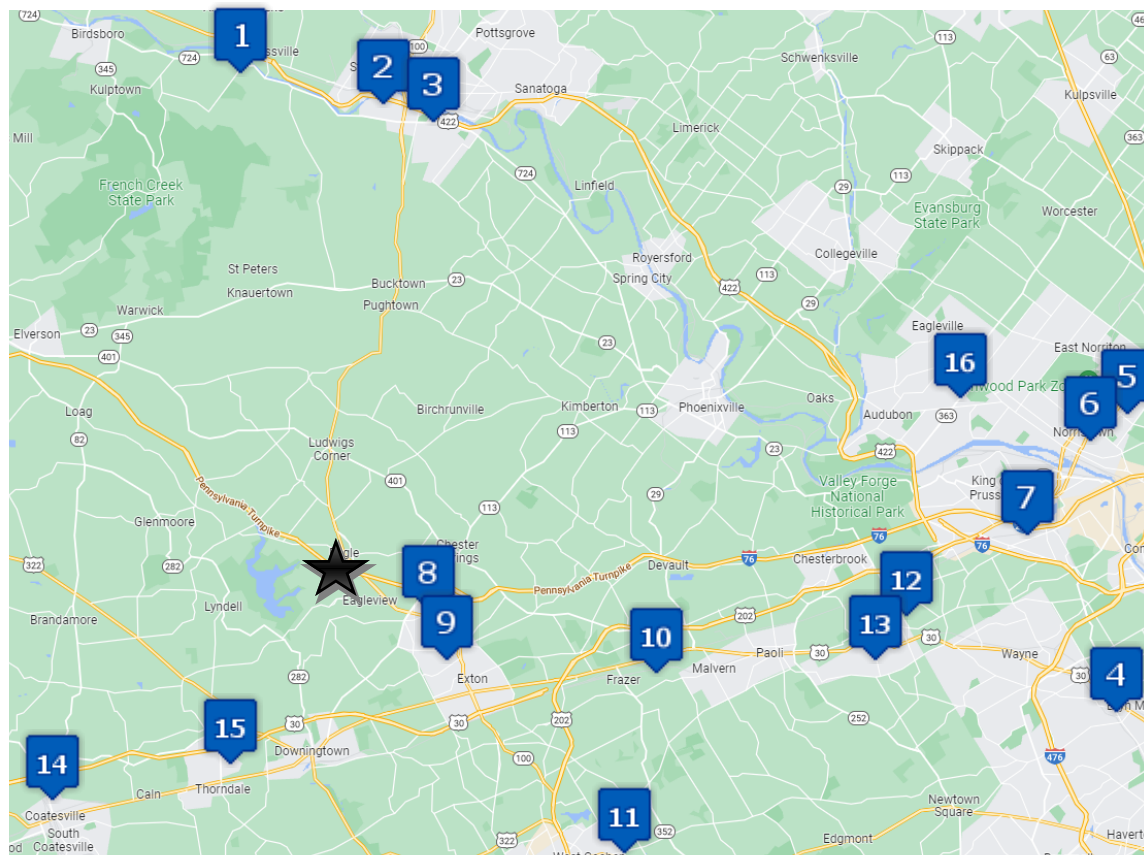 724
Birdsboro
1
724
345
Kulptown
2
100
3
Pottsgrove
Sanatoga
422
724
Schwenksville
113
63
Kulpsville
363
Limerick
Skippack
113
29
Mill
French Creek
State Park
Linfield
Evansburg
State Park
Worcester
Royersford
Spring City
Collegeville
113
422
29
St Peters
Knauertown
Bucktown
23
Pughtown
Warwick
Elverson
23
345
401
23
Eagleville
East Norriton
16
5
6
363
Audubon
Oaks
Loag
82
Birchrunville
Kimberton
113
Phoenixville
113
23
422
Ludwigs
Corner
401
Pennsylvania Turnpike
113
29
Valley Forge
National
Historical Park
7
76
76
Glenmoore
322
282
Lyndell
Brandamore
Eagleview
8
9
Exton
Pennsylvania Turnpike
Devault
76
Chesterbrook
12
13
202
10
Frazer
Malvern
Paoli
30
30
Wayne
4
30
282
15
30
Downingtown
30
202
252
476
14
Caln
Thorndale
Coatesville
South
Coatesville
100
322
11
352
Edgmont
Newtown
Square